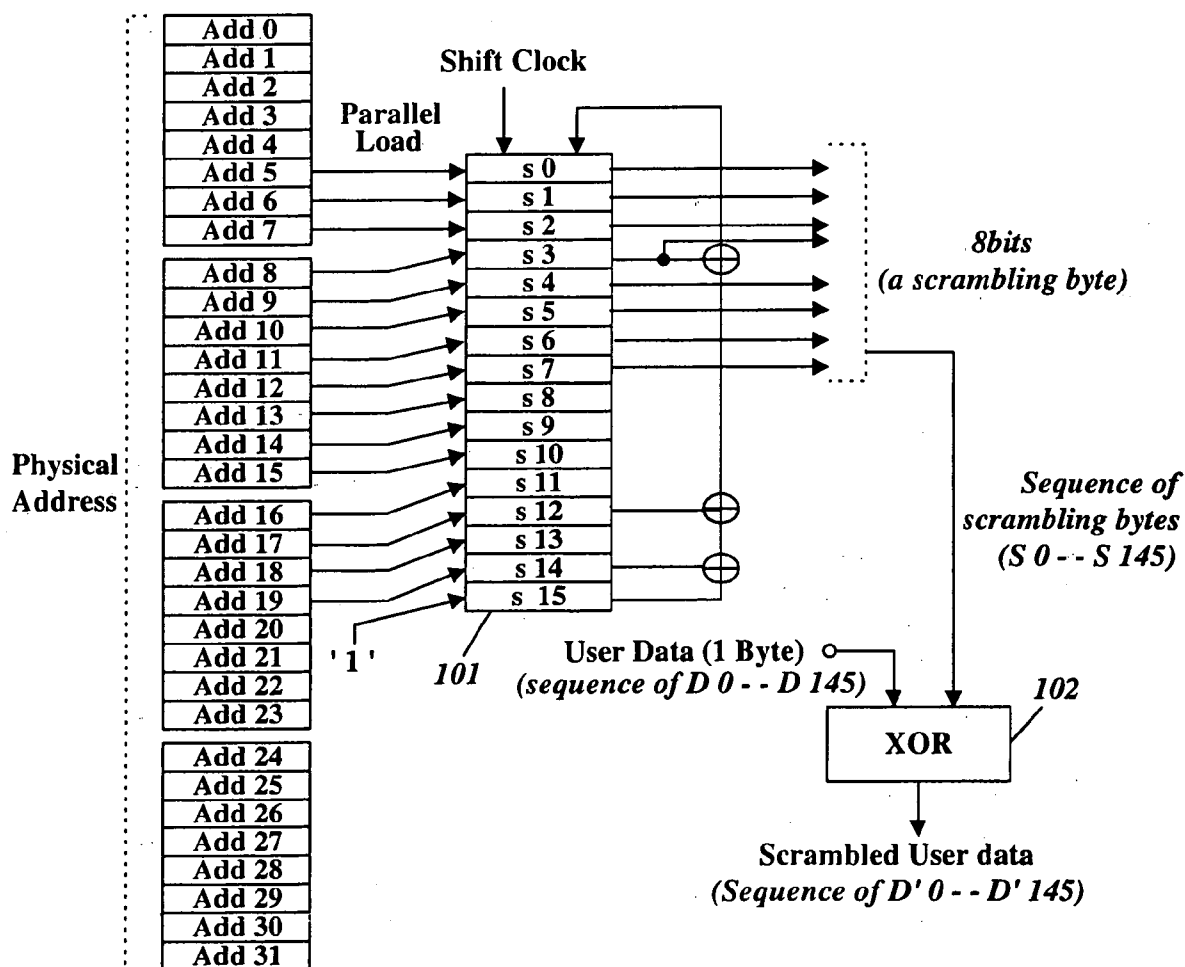 Add 0
Add 1
Add 2
Add 3
Add 4
Add 5
Add 6
Add 7
Add 8
Add 9
Add 10
Add 11
Add 12
Add 13
Add 14
Add 15
Add 16
Add 17
Add 18
Add 19
Add 20
Add 21
Add 22
Add 23
Add 24
Add 25
Add 26
Add 27
Add 28
Add 29
Add 30
Add 31
Physical
Address
Parallel
Load
Shift Clock
s 0
s 1
s 2
s 3
s 4
s 5
s 6
s 7
s 8
s 9
s 10
s 11
s 12
s 13
s 14
s 15
'1'
101
8bits
(a scrambling byte)
Sequence of
scrambling bytes
(S 0 - - S 145)
User Data (1 Byte)
(sequence of D 0 - - D 145)
102
XOR
Scrambled User data
(Sequence of D' 0 - - D' 145)